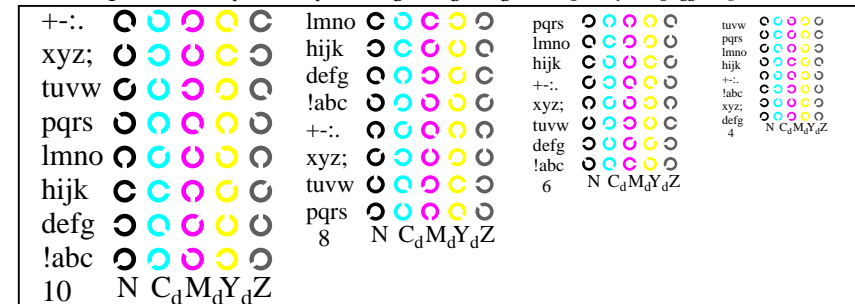 +-:.
xyz;
tuvw
pqrs
lmno
hijk
defg
!abc
10 N CdMdYdZ
lmno
hijk
defg
!abc
+-:.
xyz;
tuvw
pqrs
8 N CdMdYdZ
pqrs
lmno
hijk
+-:.
xyz;
tuvw
defg
!abc
6 N CdMdYdZ
tuvw
pqrs
lmno
hijk
+-:.
!abc
xyz;
defg
4 N CdMdYdZ